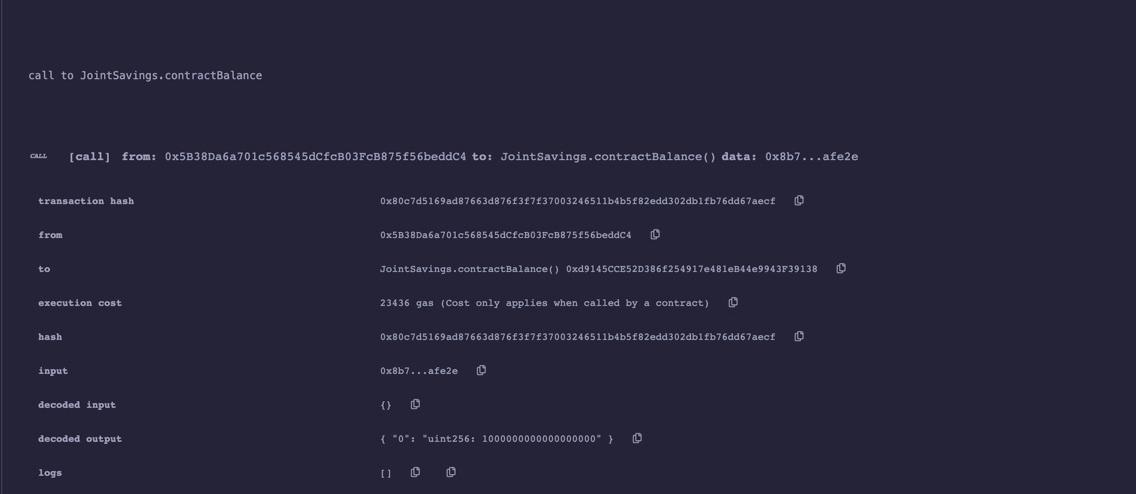 call to JointSavings.contractBalance
CALL [call] from: 0x5B38Da6a701c568545dCfcB03FcB875f56beddC4 to: JointSavings.contractBalance() data: 0x8b7...afe2e
transaction hash 0x80c7d5169ad87663d876f3f7f37003246511b4b5f82edd302db1fb76dd67aecf
from 0x5B38Da6a701c568545dCfcB03FcB875f56beddC4
to JointSavings.contractBalance() 0xd9145CCE52D386f254917e481eB44e9943F39138
execution cost 23436 gas (Cost only applies when called by a contract)
hash 0x80c7d5169ad87663d876f3f7f37003246511b4b5f82edd302db1fb76dd67aecf
input 0x8b7...afe2e
decoded input {}
decoded output { "0": "uint256: 1000000000000000000" }
logs []